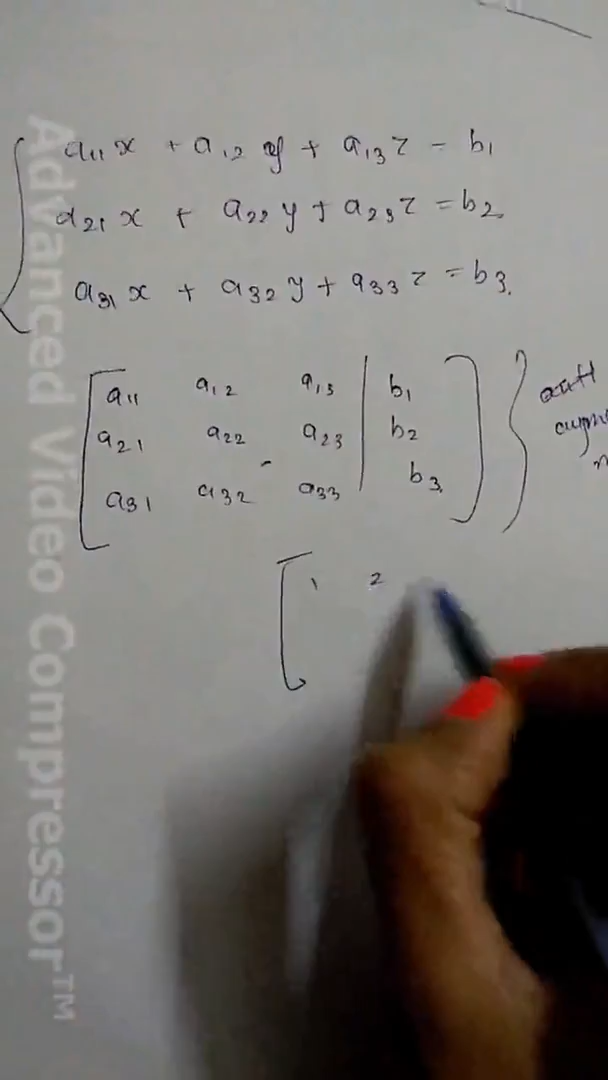 a11 x + a12 y + a13 z = b1
a21 x + a22 y + a23 z = b2
a31 x + a32 y + a33 z = b3.
a11 a12 a13 | b1
a21 a22 a23 | b2
a31 a32 a33 | b3
1 2
Advanced Video Compressor™